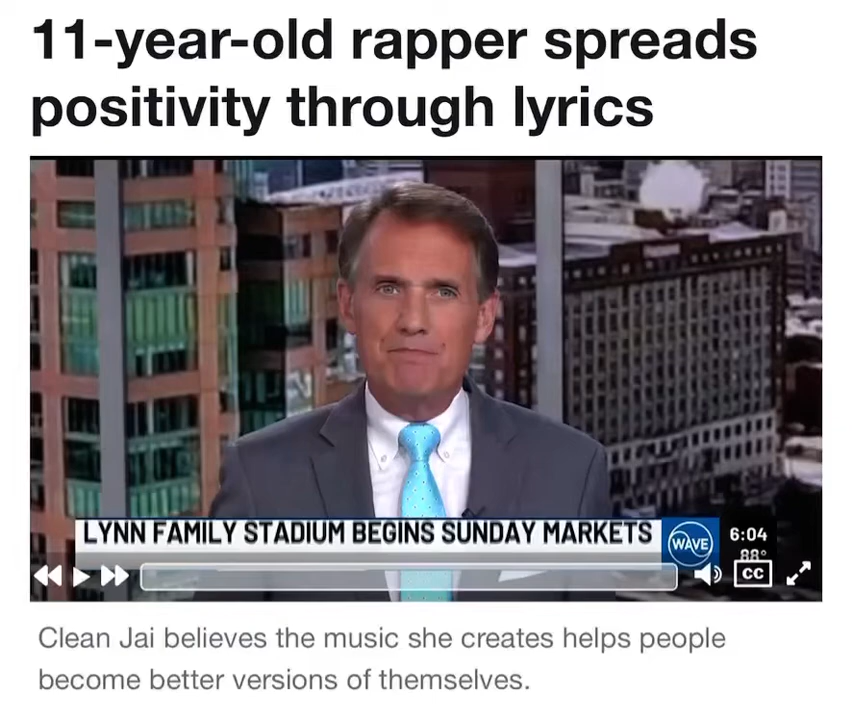 11-year-old rapper spreads
positivity through lyrics
LYNN FAMILY STADIUM BEGINS SUNDAY MARKETS
WAVE
6:04
88°
CC
Clean Jai believes the music she creates helps people
become better versions of themselves.